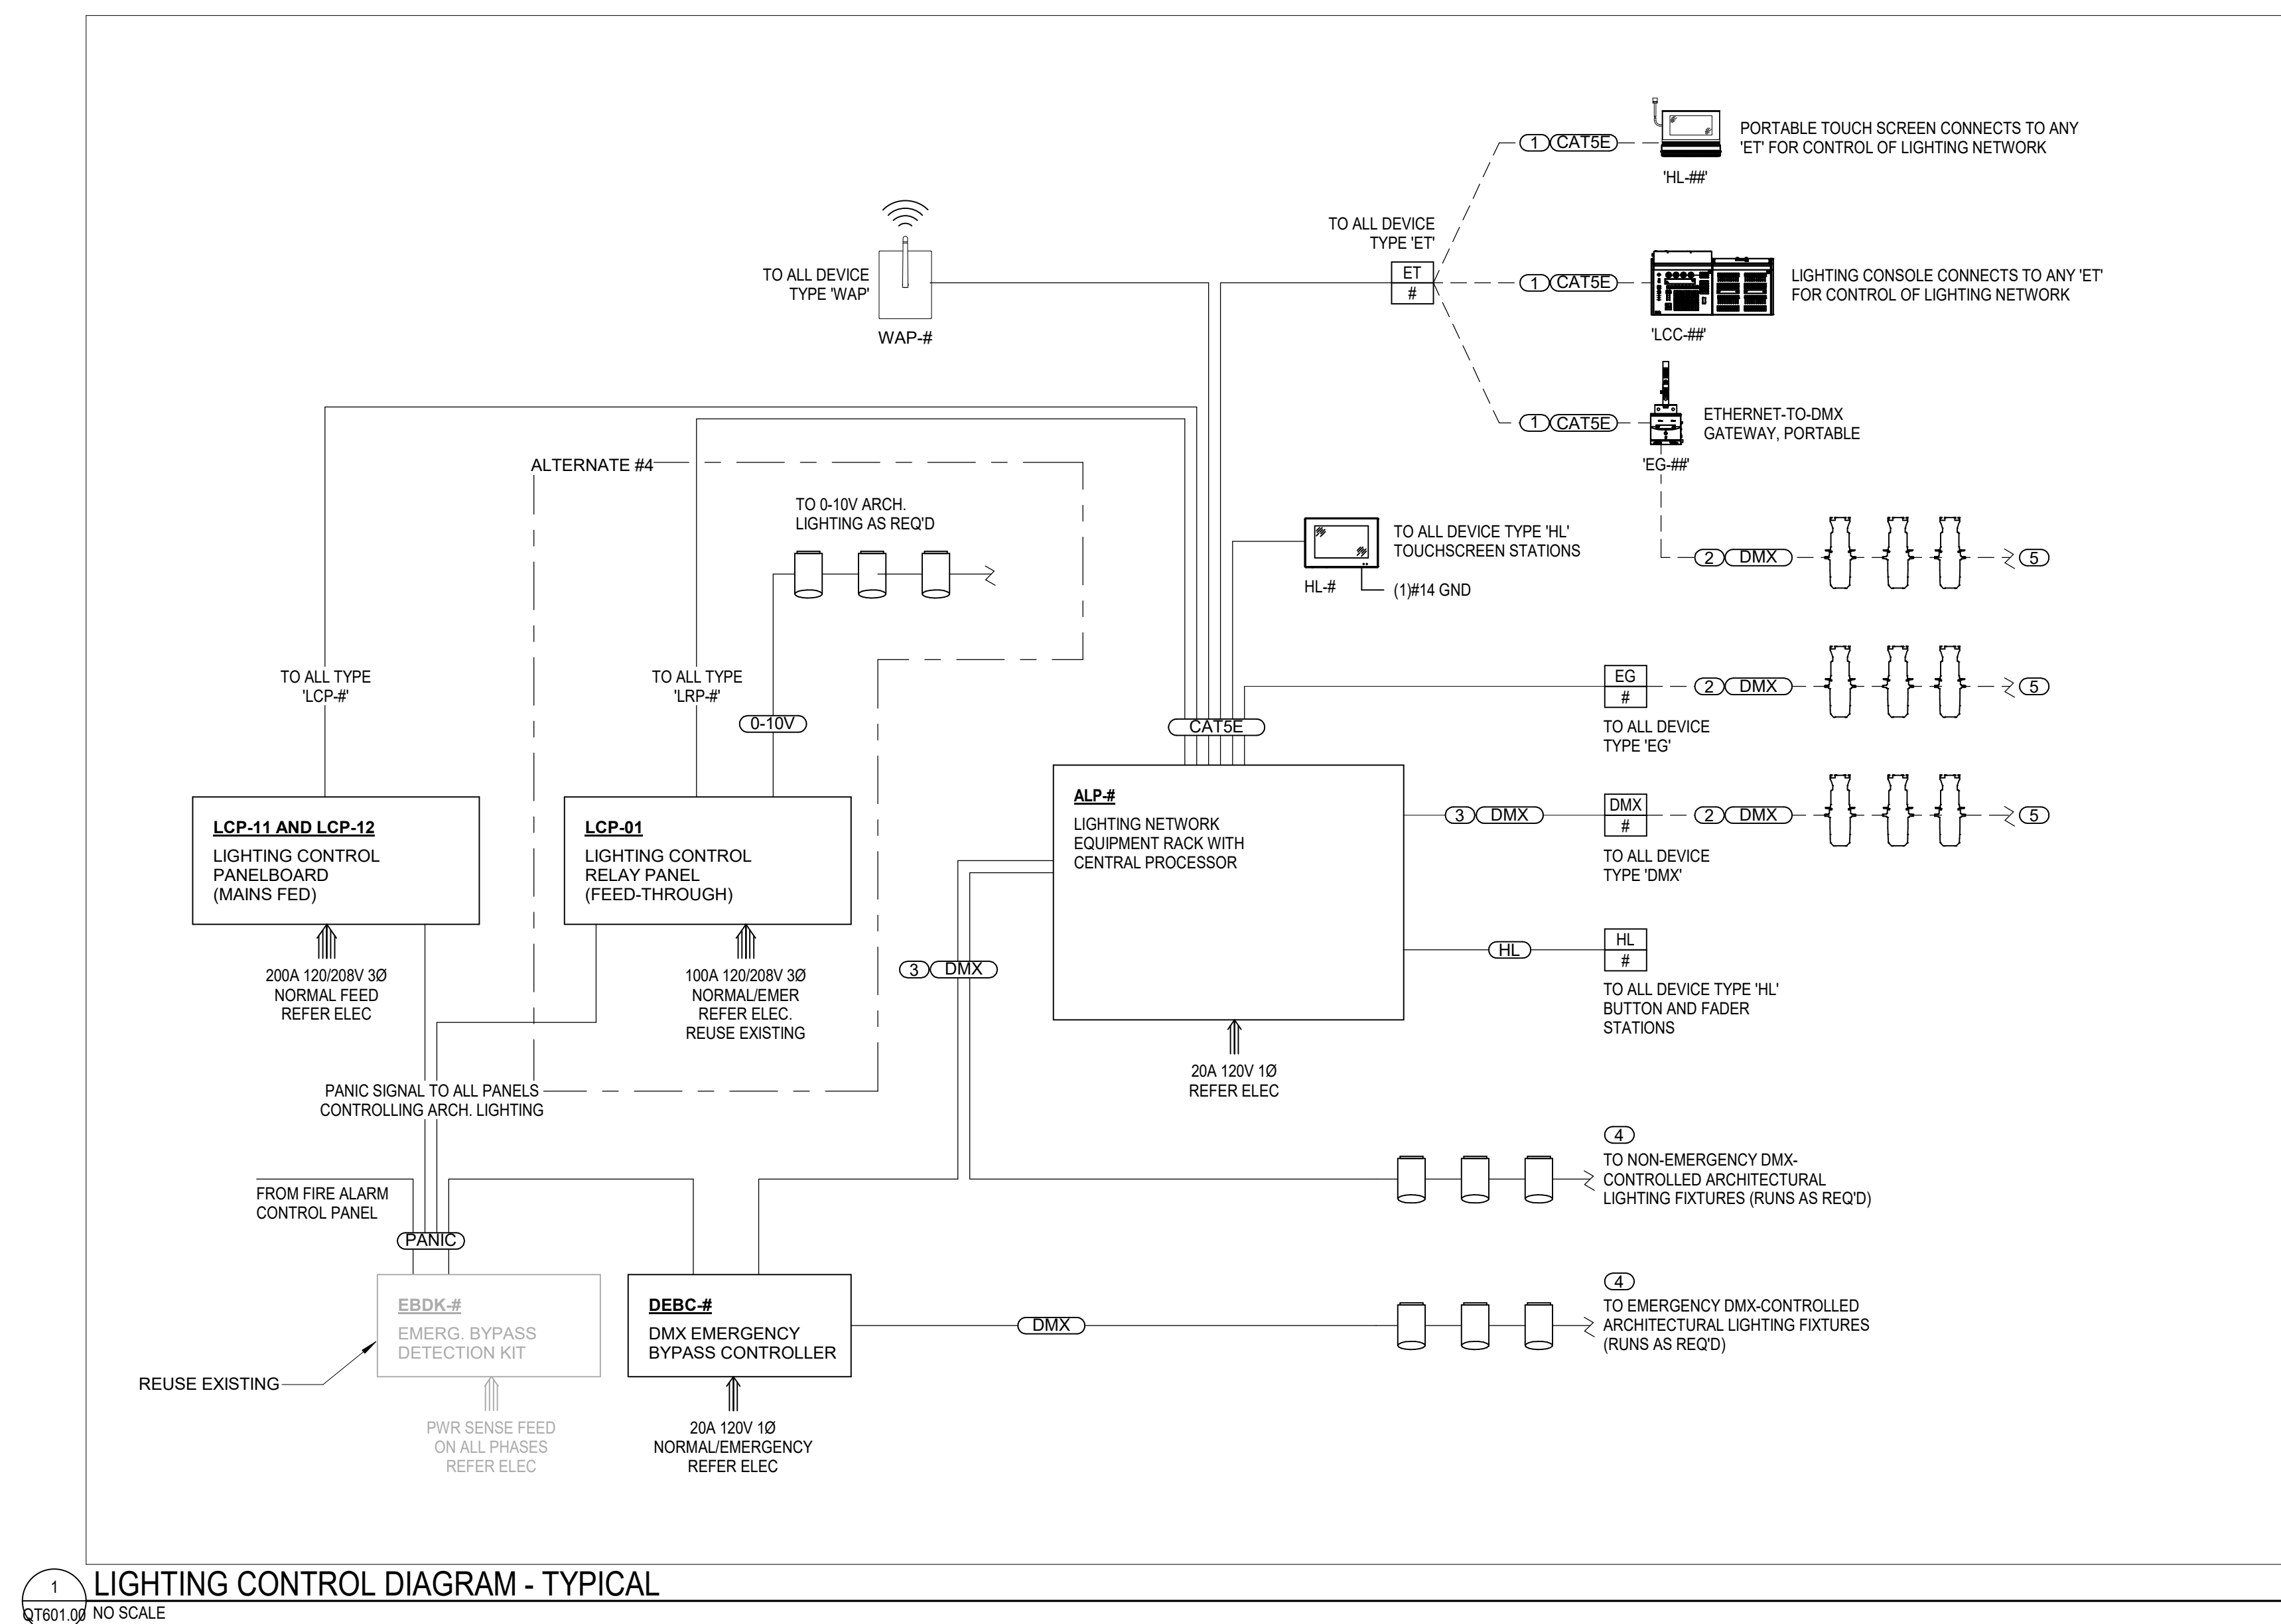 1 CAT5E
PORTABLE TOUCH SCREEN CONNECTS TO ANY
'ET' FOR CONTROL OF LIGHTING NETWORK
'HL-##'
TO ALL DEVICE
TYPE 'ET'
ET
#
1 CAT5E
LIGHTING CONSOLE CONNECTS TO ANY 'ET'
FOR CONTROL OF LIGHTING NETWORK
'LCC-##'
TO ALL DEVICE
TYPE 'WAP'
WAP-#
1 CAT5E
ETHERNET-TO-DMX
GATEWAY, PORTABLE
'EG-##'
ALTERNATE #4
TO 0-10V ARCH.
LIGHTING AS REQ'D
TO ALL DEVICE TYPE 'HL'
TOUCHSCREEN STATIONS
HL-#
(1)#14 GND
2 DMX
5
TO ALL TYPE
'LCP-#'
TO ALL TYPE
'LRP-#'
0-10V
CAT5E
EG
#
2 DMX
5
TO ALL DEVICE
TYPE 'EG'
LCP-11 AND LCP-12
LIGHTING CONTROL
PANELBOARD
(MAINS FED)
LCP-01
LIGHTING CONTROL
RELAY PANEL
(FEED-THROUGH)
ALP-#
LIGHTING NETWORK
EQUIPMENT RACK WITH
CENTRAL PROCESSOR
3 DMX
DMX
#
2 DMX
5
TO ALL DEVICE
TYPE 'DMX'
200A 120/208V 3Ø
NORMAL FEED
REFER ELEC
100A 120/208V 3Ø
NORMAL/EMER
REFER ELEC.
REUSE EXISTING
3 DMX
HL
HL
#
TO ALL DEVICE TYPE 'HL'
BUTTON AND FADER
STATIONS
20A 120V 1Ø
REFER ELEC
PANIC SIGNAL TO ALL PANELS
CONTROLLING ARCH. LIGHTING
4
TO NON-EMERGENCY DMX-
CONTROLLED ARCHITECTURAL
LIGHTING FIXTURES (RUNS AS REQ'D)
FROM FIRE ALARM
CONTROL PANEL
PANIC
EBDK-#
EMERG. BYPASS
DETECTION KIT
DEBC-#
DMX EMERGENCY
BYPASS CONTROLLER
DMX
4
TO EMERGENCY DMX-CONTROLLED
ARCHITECTURAL LIGHTING FIXTURES
(RUNS AS REQ'D)
REUSE EXISTING
PWR SENSE FEED
ON ALL PHASES
REFER ELEC
20A 120V 1Ø
NORMAL/EMERGENCY
REFER ELEC
1
QT601.00
LIGHTING CONTROL DIAGRAM - TYPICAL
NO SCALE